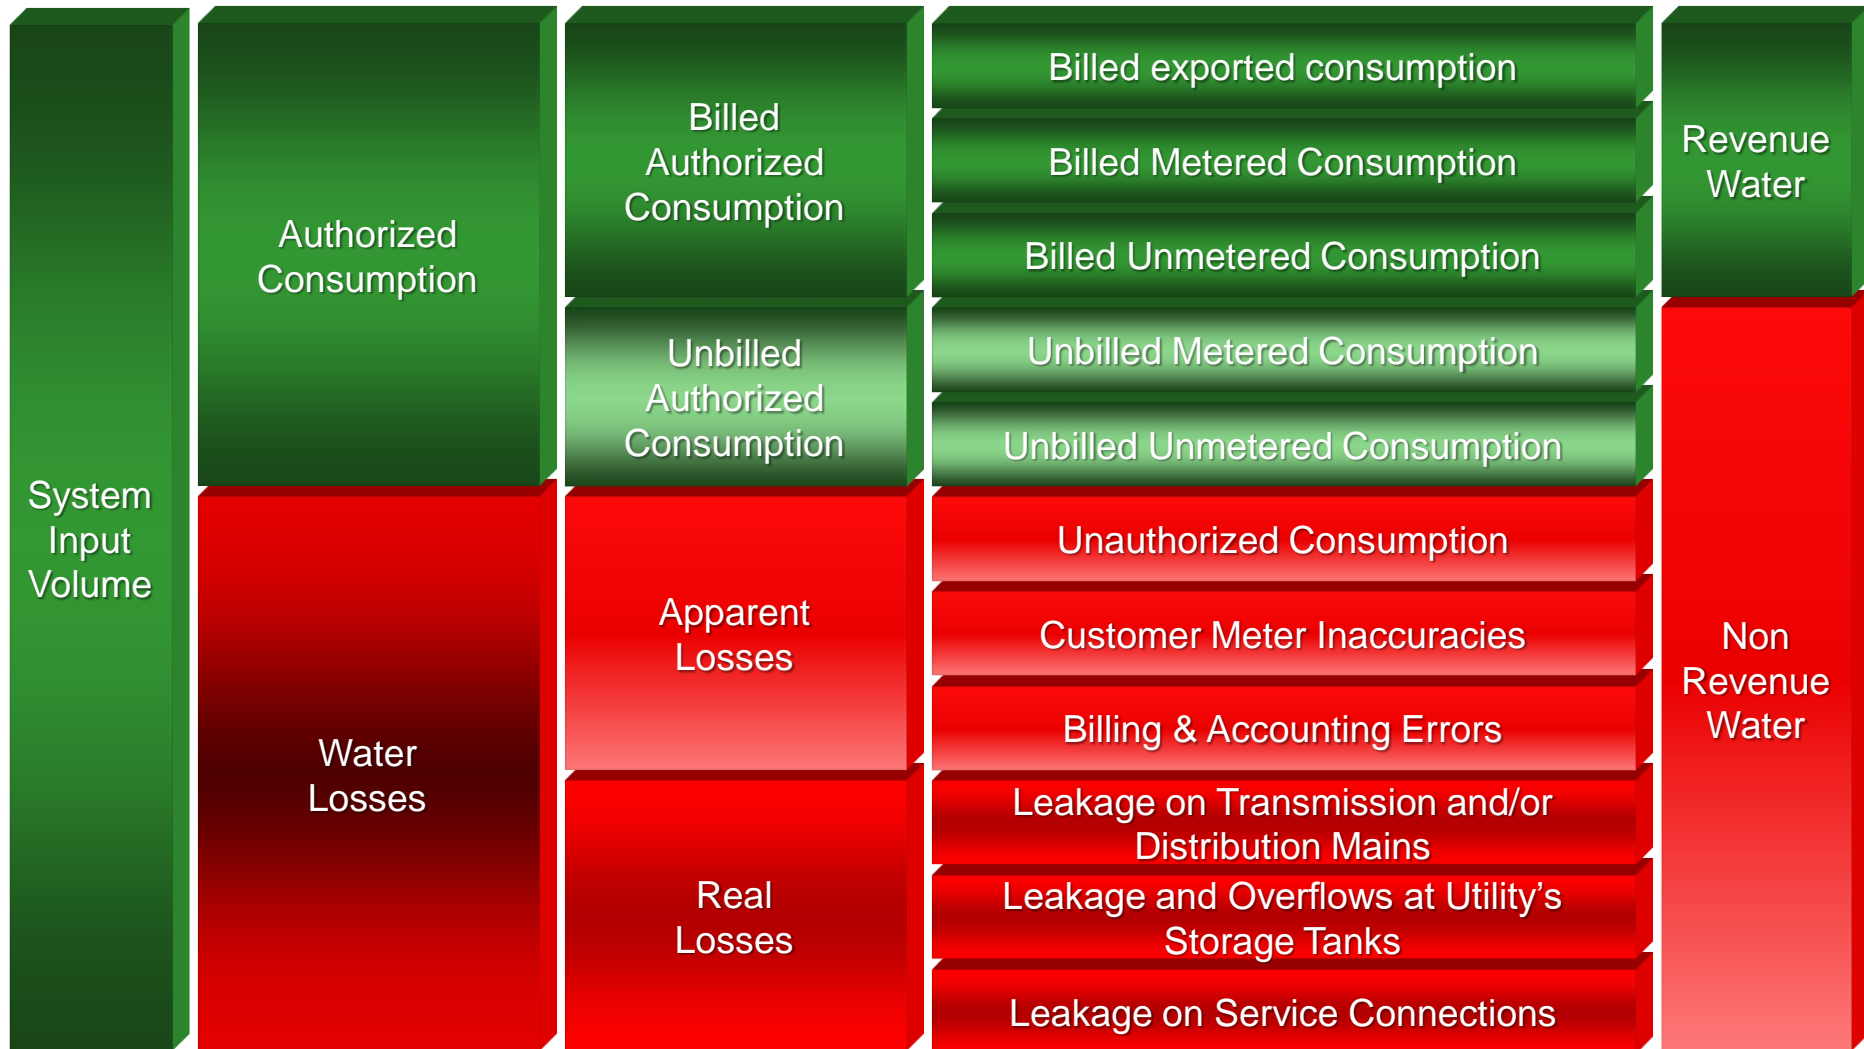 System
Input
Volume
Authorized
Consumption
Water
Losses
Billed
Authorized
Consumption
Unbilled
Authorized
Consumption
Apparent
Losses
Real
Losses
Billed exported consumption
Billed Metered Consumption
Billed Unmetered Consumption
Unbilled Metered Consumption
Unbilled Unmetered Consumption
Unauthorized Consumption
Customer Meter Inaccuracies
Billing & Accounting Errors
Leakage on Transmission and/or
Distribution Mains
Leakage and Overflows at Utility’s
Storage Tanks
Leakage on Service Connections
Revenue
Water
Non
Revenue
Water